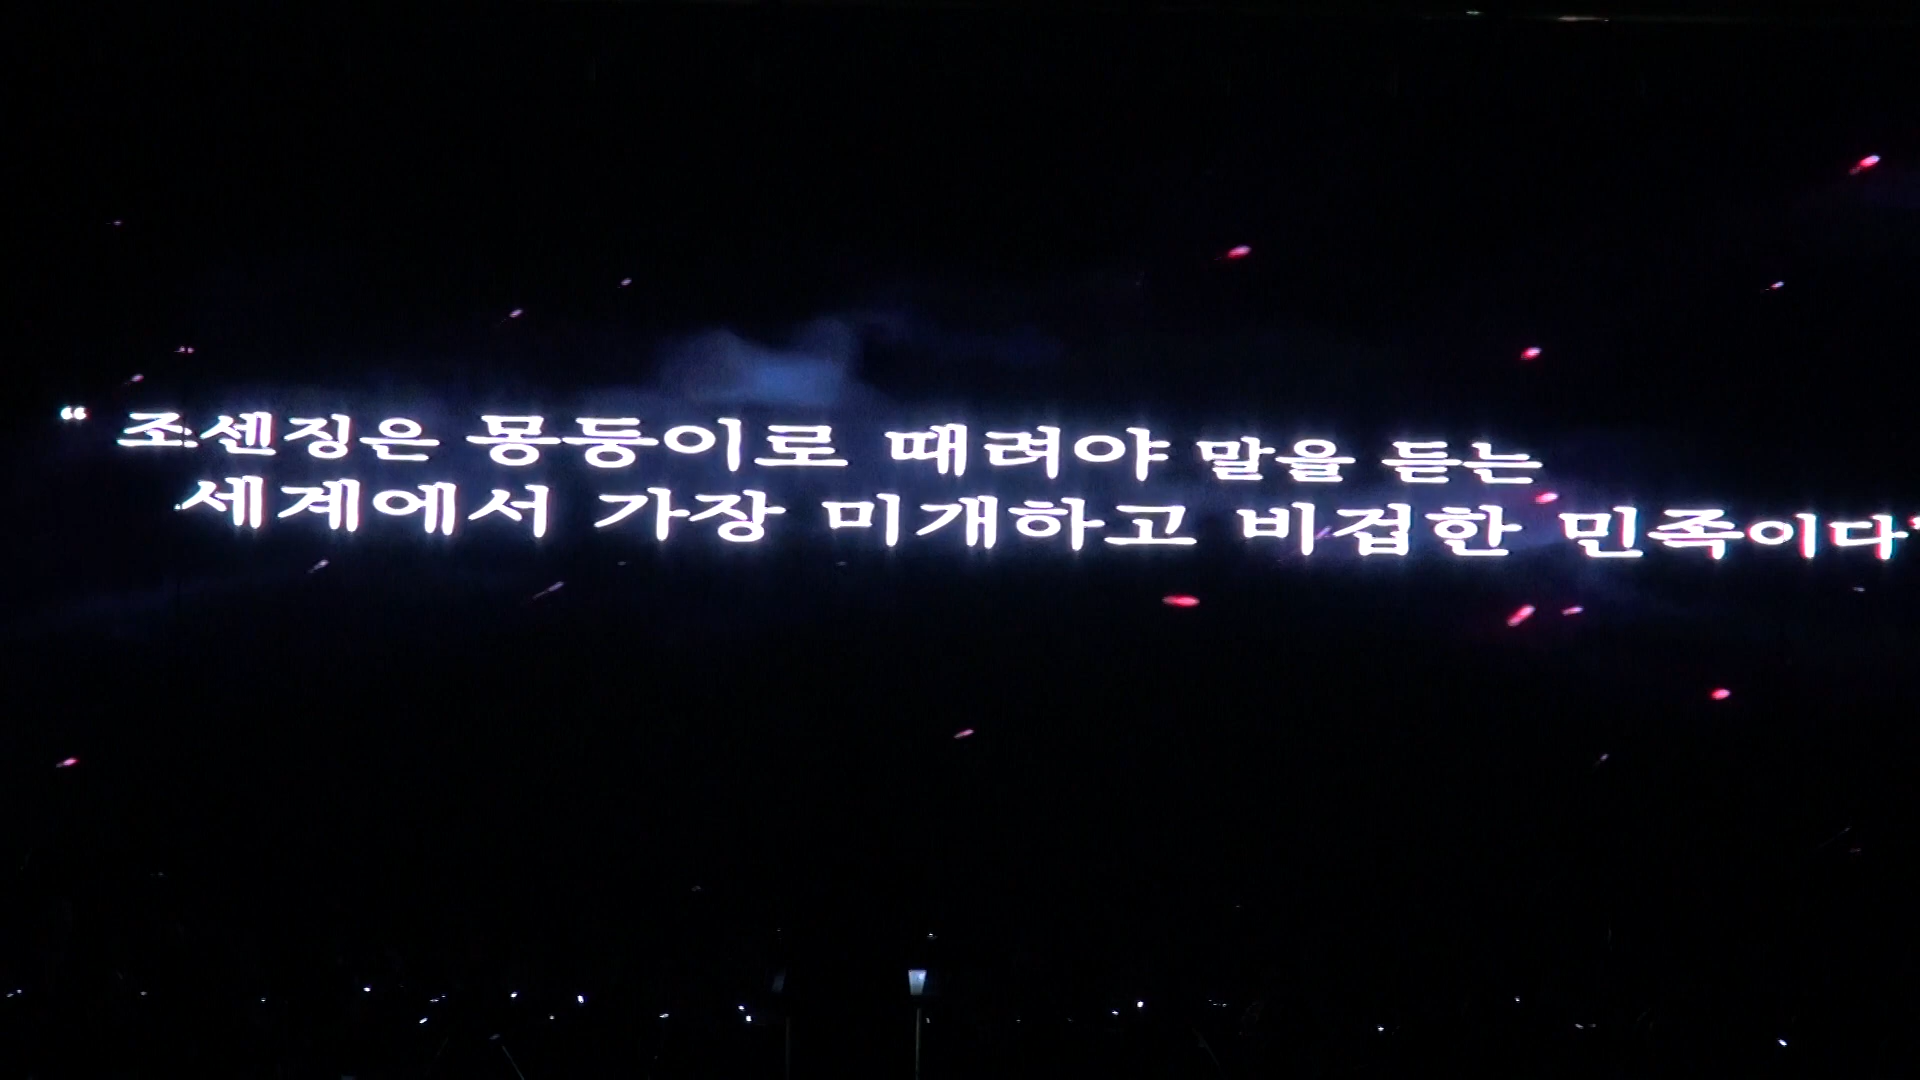 “ 조센징은 몽둥이로 때려야 말을 듣는
세계에서 가장 미개하고 비겁한 민족이다”